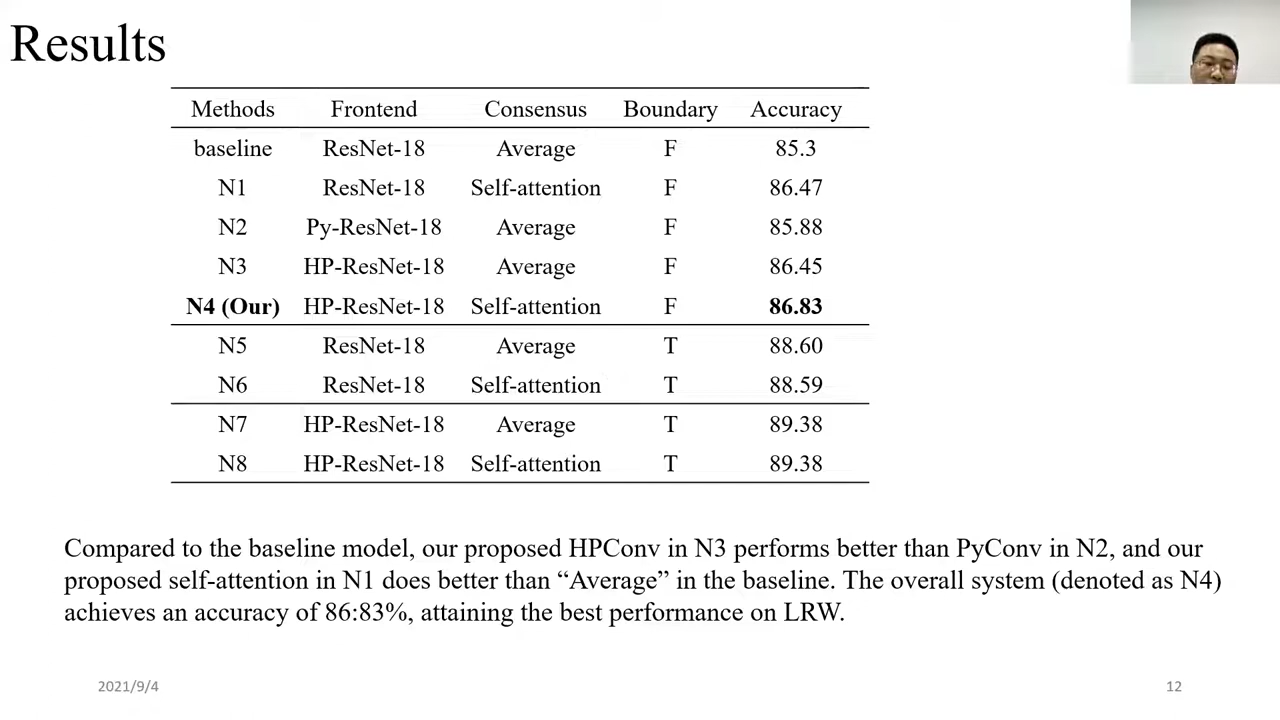 Results
Methods Frontend Consensus Boundary Accuracy
baseline ResNet-18 Average F 85.3
N1 ResNet-18 Self-attention F 86.47
N2 Py-ResNet-18 Average F 85.88
N3 HP-ResNet-18 Average F 86.45
N4 (Our) HP-ResNet-18 Self-attention F 86.83
N5 ResNet-18 Average T 88.60
N6 ResNet-18 Self-attention T 88.59
N7 HP-ResNet-18 Average T 89.38
N8 HP-ResNet-18 Self-attention T 89.38
Compared to the baseline model, our proposed HPConv in N3 performs better than PyConv in N2, and our
proposed self-attention in N1 does better than “Average” in the baseline. The overall system (denoted as N4)
achieves an accuracy of 86:83%, attaining the best performance on LRW.
2021/9/4 12